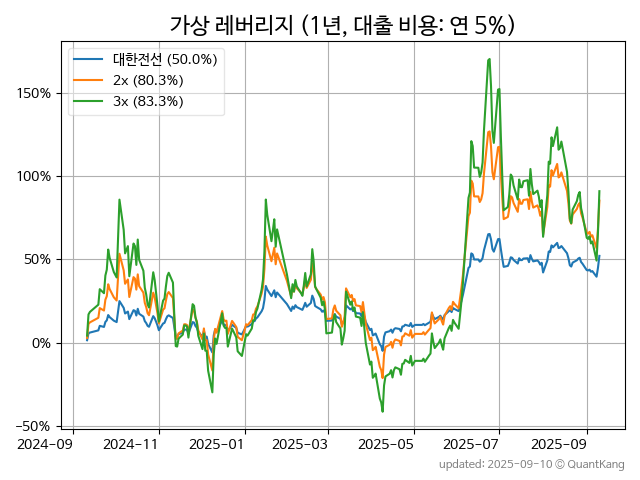 가상 레버리지 (1년, 대출 비용: 연 5%)
대한전선 (50.0%)
2x (80.3%)
3x (83.3%)
150%
100%
50%
0%
−50%
2024-09 2024-11 2025-01 2025-03 2025-05 2025-07 2025-09
updated: 2025-09-10 © QuantKang